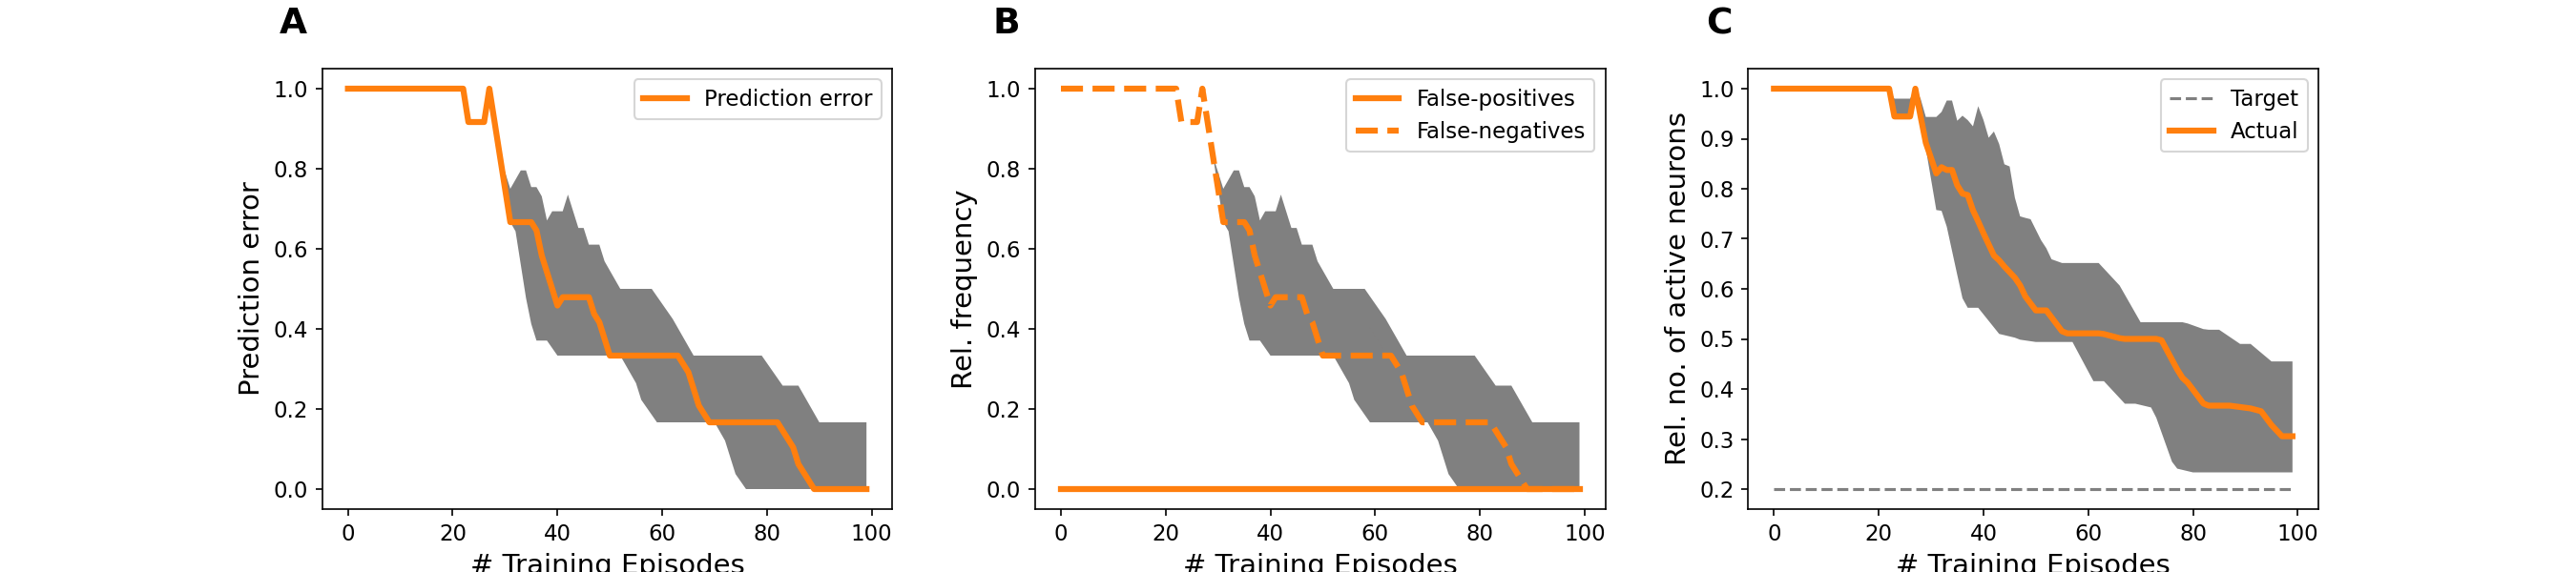 A
Prediction error
1.0
0.8
0.6
0.4
0.2
0.0
Prediction error
0
20
40
60
80
100
# Training Episodes
B
False-positives
False-negatives
1.0
0.8
0.6
0.4
0.2
0.0
Rel. frequency
0
20
40
60
80
100
# Training Episodes
C
Target
Actual
1.0
0.9
0.8
0.7
0.6
0.5
0.4
0.3
0.2
Rel. no. of active neurons
0
20
40
60
80
100
# Training Episodes